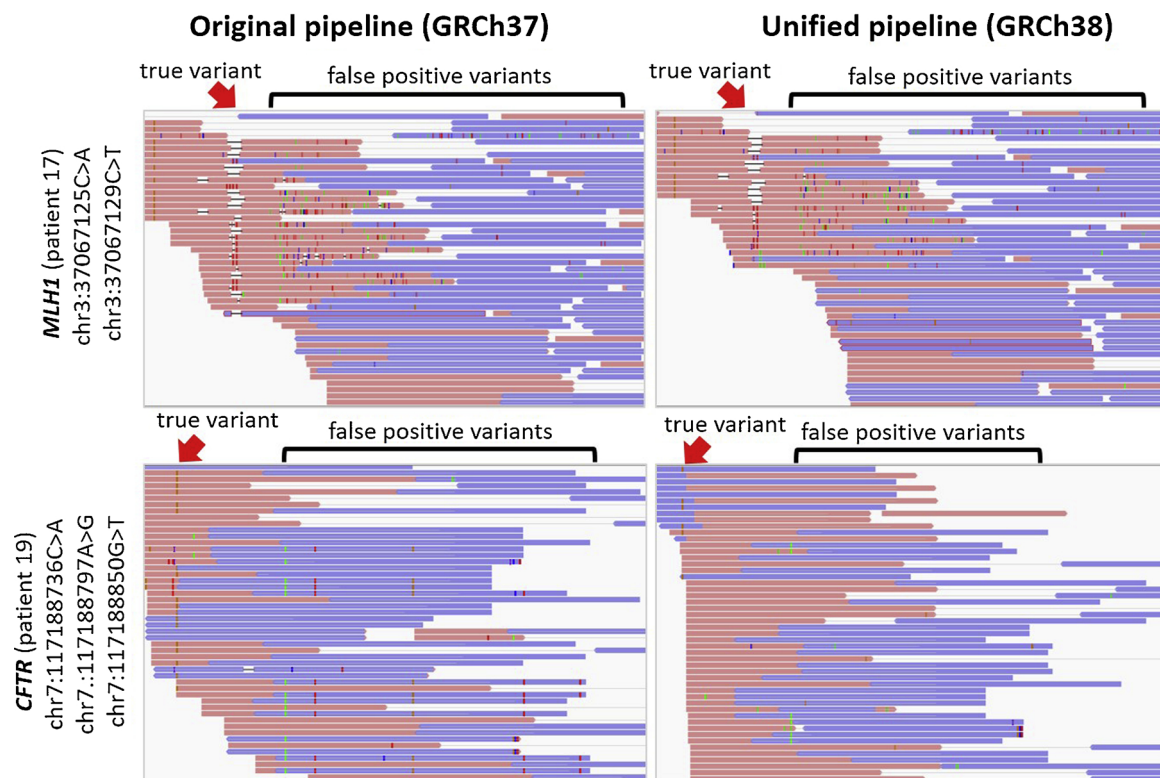 Original pipeline (GRCh37)
Unified pipeline (GRCh38)
true variant
false positive variants
true variant
false positive variants
MLH1 (patient 17)
chr3:37067125C>A
chr3:37067129C>T
true variant
false positive variants
true variant
false positive variants
CFTR (patient 19)
chr7:117188736C>A
chr7.:117188797A>G
chr7:117188850G>T